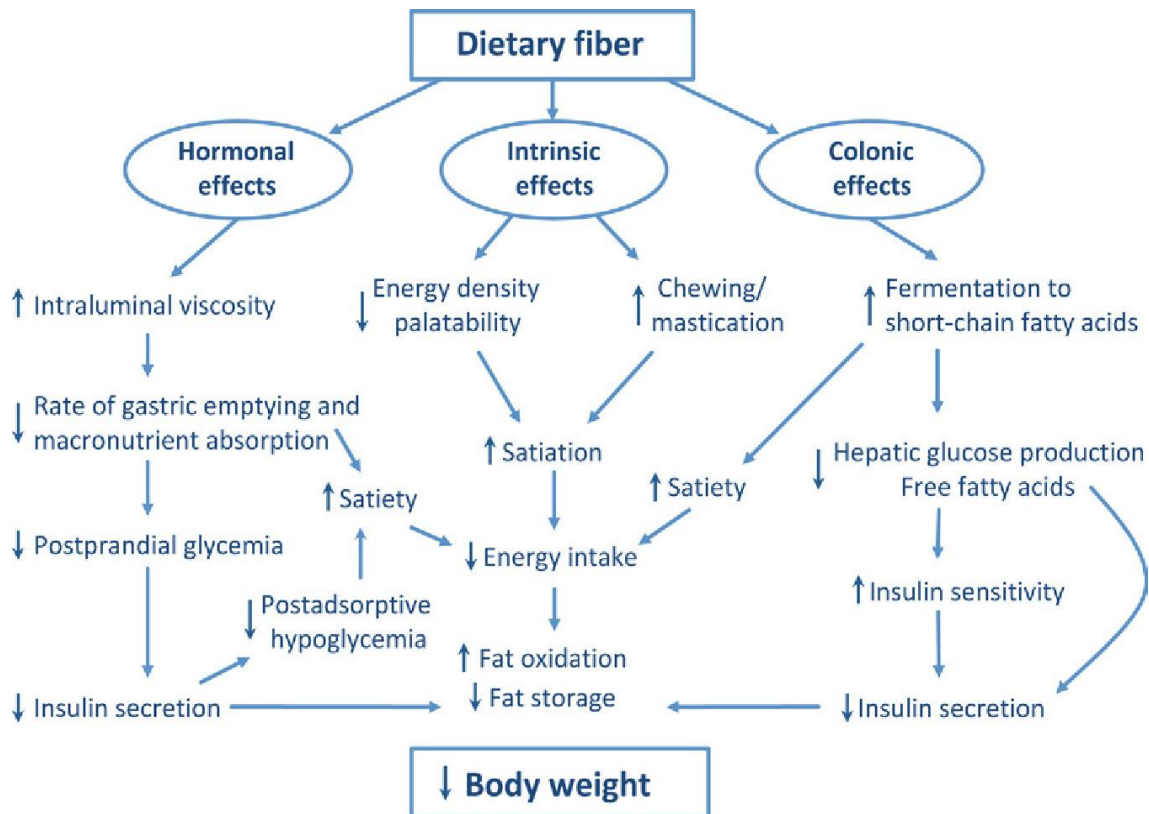 Dietary fiber
Hormonal
effects
Intrinsic
effects
Colonic
effects
↑ Intraluminal viscosity
↓ Energy density
palatability
↑ Chewing/
mastication
↑ Fermentation to
short-chain fatty acids
↓ Rate of gastric emptying and
macronutrient absorption
↑ Satiety
↑ Satiation
↑ Satiety
↓ Hepatic glucose production
Free fatty acids
↓ Postprandial glycemia
↓ Energy intake
↑ Insulin sensitivity
↓ Postadsorptive
hypoglycemia
↑ Fat oxidation
↓ Fat storage
↓ Insulin secretion
↓ Insulin secretion
↓ Body weight